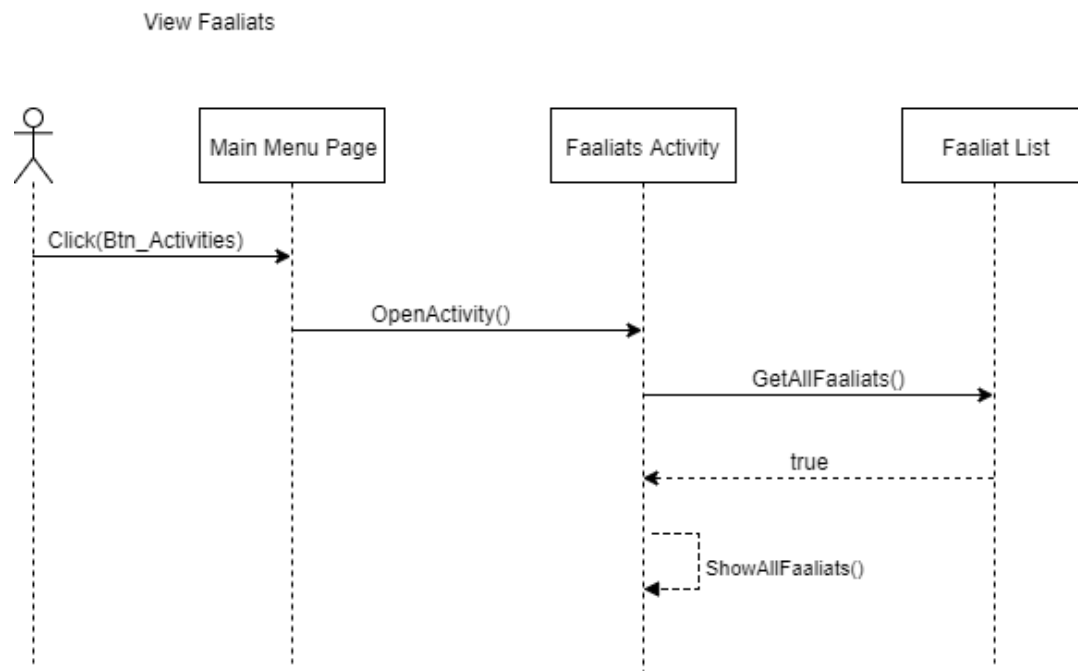 View Faaliats
Main Menu Page
Faaliats Activity
Faaliat List
Click(Btn_Activities)
OpenActivity()
GetAllFaaliats()
true
ShowAllFaaliats()